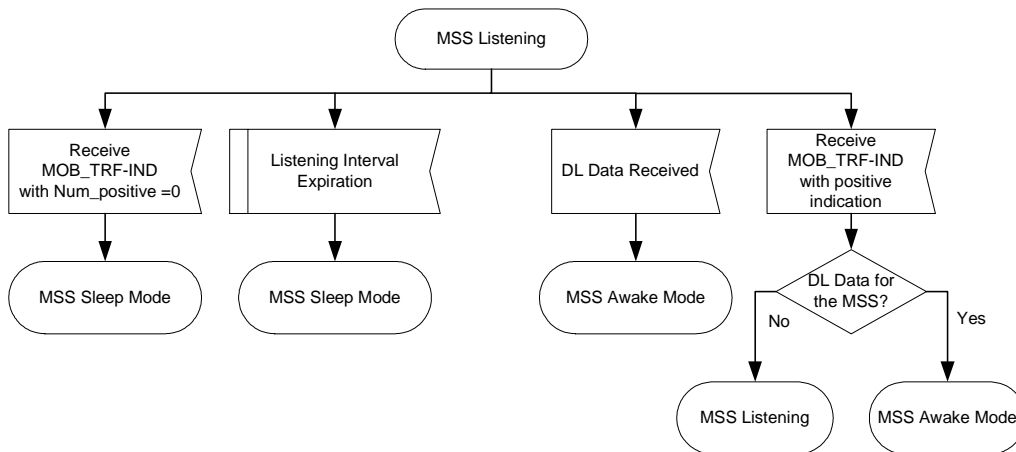 MSS Listening
Receive
MOB_TRF-IND
with Num_positive =0
Listening Interval
Expiration
DL Data Received
Receive
MOB_TRF-IND
with positive
indication
MSS Sleep Mode
MSS Sleep Mode
MSS Awake Mode
DL Data for
the MSS?
No
Yes
MSS Listening
MSS Awake Mode